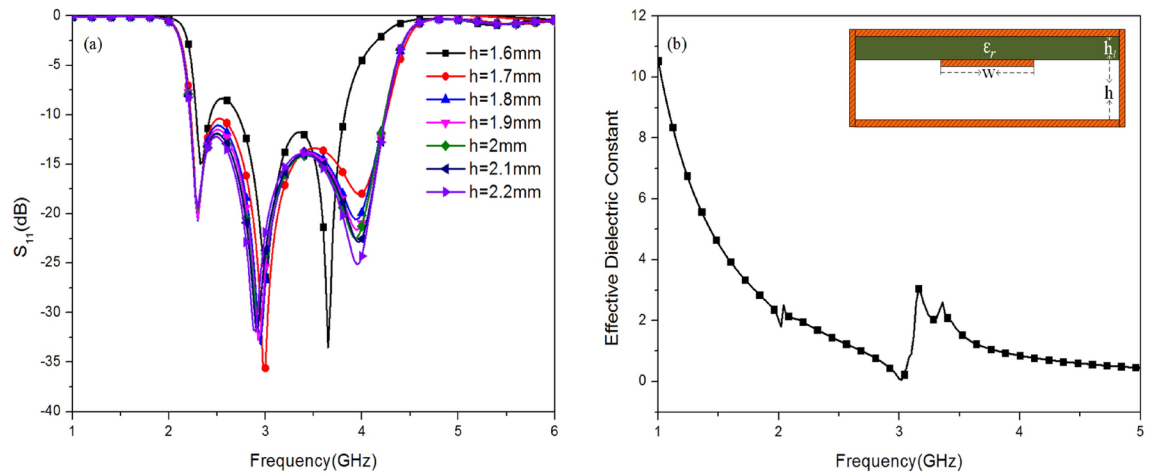 (a)
0
-5
-10
-15
-20
-25
-30
-35
-40
S11(dB)
1 2 3 4 5 6
Frequency(GHz)
h=1.6mm
h=1.7mm
h=1.8mm
h=1.9mm
h=2mm
h=2.1mm
h=2.2mm
(b)
12
10
8
6
4
2
0
Effective Dielectric Constant
1 2 3 4 5
Frequency(GHz)
εr
h1
w
h